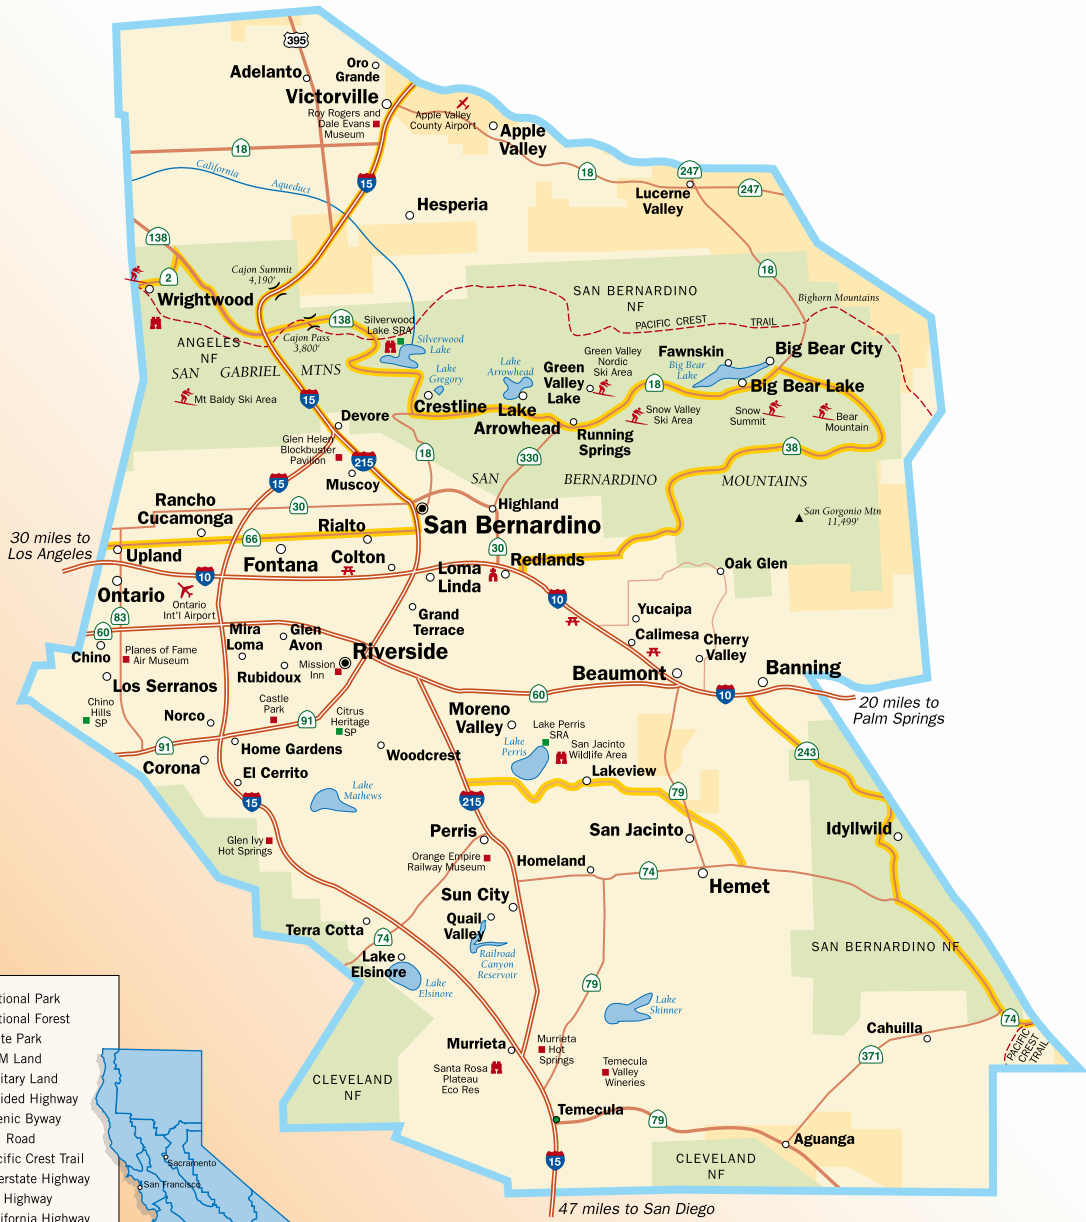 395
Oro
Grande
Adelanto
Victorville
Roy Rogers and
Dale Evans
Museum
Apple Valley
County Airport
Apple
Valley
18
18
247
247
California
Aqueduct
15
Lucerne
Valley
Hesperia
138
18
Cajon Summit
4,190'
2
Wrightwood
SAN BERNARDINO
NF
Bighorn Mountains
138
Silverwood
Lake SRA
PACIFIC CREST
TRAIL
Cajon Pass
3,800'
Silverwood
Lake
ANGELES
NF
SAN GABRIEL MTNS
Green Valley
Nordic
Ski Area
Fawnskin
Big Bear City
Big Bear
Lake
Lake
Arrowhead
Green
Valley
Lake
Lake
Gregory
18
Big Bear Lake
Mt Baldy Ski Area
15
Crestline
Lake
Arrowhead
Snow Valley
Ski Area
Snow
Summit
Bear
Mountain
Devore
Running
Springs
Glen Helen
Blockbuster
Pavilion
215
18
330
38
15
Muscoy
SAN BERNARDINO MOUNTAINS
Rancho
Cucamonga
30
Highland
San Gorgonio Mtn
11,499'
Rialto
San Bernardino
30 miles to
Los Angeles
66
30
Upland
Fontana
Colton
Redlands
Oak Glen
10
Loma
Linda
Ontario
Ontario
Int'l Airport
10
83
Grand
Terrace
Yucaipa
60
Mira
Loma
Glen
Avon
Calimesa
Cherry
Valley
Chino
Planes of Fame
Air Museum
Riverside
Mission
Inn
Rubidoux
Beaumont
Banning
Los Serranos
60
10
Chino
Hills
SP
Castle
Park
Citrus
Heritage
SP
20 miles to
Palm Springs
Norco
91
Moreno
Valley
Lake Perris
SRA
91
Home Gardens
Woodcrest
Lake
Perris
San Jacinto
Wildlife Area
243
Corona
El Cerrito
Lakeview
15
Lake
Mathews
215
79
Perris
San Jacinto
Idyllwild
Glen Ivy
Hot Springs
Orange Empire
Railway Museum
Homeland
74
Hemet
Sun City
Quail
Valley
Terra Cotta
74
SAN BERNARDINO NF
Lake
Elsinore
Railroad
Canyon
Reservoir
Lake
Elsinore
79
Lake
Skinner
74
Cahuilla
Murrieta
Murrieta
Hot
Springs
PACIFIC
CREST
TRAIL
371
Santa Rosa
Plateau
Eco Res
Temecula
Valley
Wineries
CLEVELAND
NF
Temecula
79
Aguanga
15
CLEVELAND
NF
47 miles to San Diego
tional Park
tional Forest
te Park
M Land
itary Land
ided Highway
enic Byway
Road
cific Crest Trail
erstate Highway
Highway
ifornia Highway
Sacramento
San Francisco